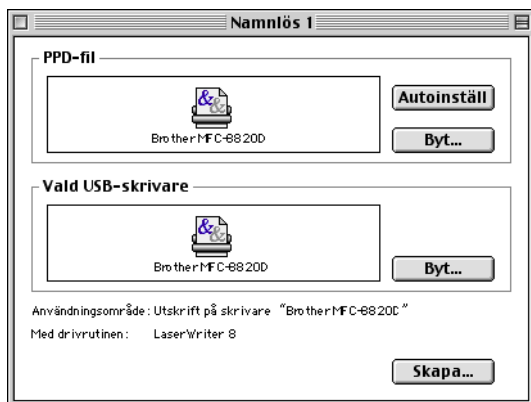 Namnlös 1
PPD-fil
Brother MFC-8820D
Autoinställ
Byt...
Vald USB-skrivare
Brother MFC-8820D
Byt...
Användningsområde: Utskrift på skrivare "Brother MFC-8820D"
Med drivrutinen: LaserWriter 8
Skapa...